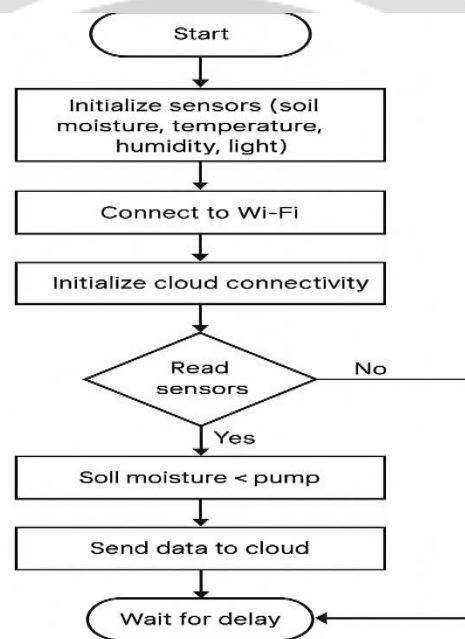 Start
Initialize sensors (soil
moisture, temperature,
humidity, light)
Connect to Wi-Fi
Initialize cloud connectivity
Read
sensors
No
Yes
Soll moisture < pump
Send data to cloud
Wait for delay